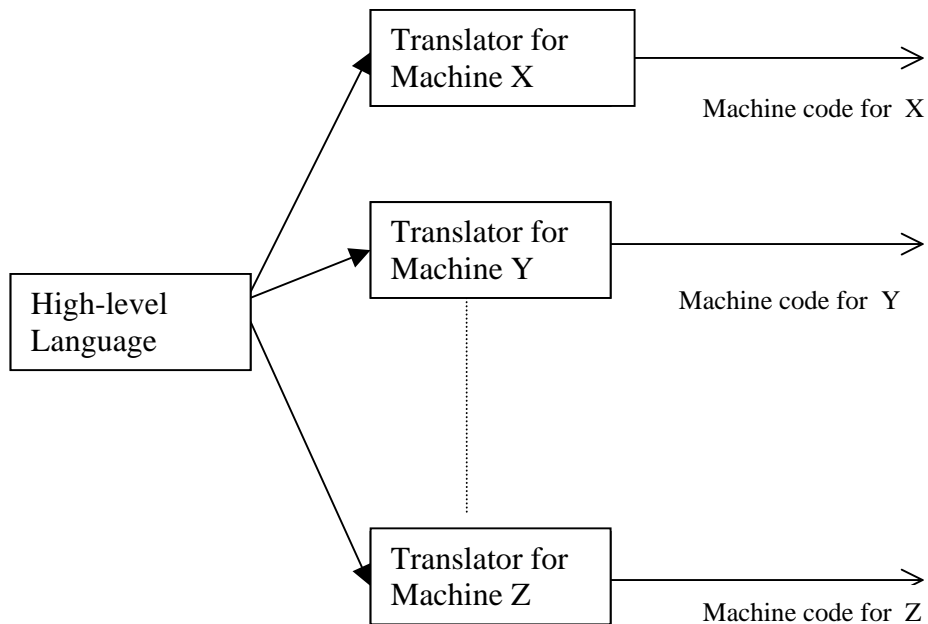 Translator for
Machine X
Machine code for X
Translator for
Machine Y
Machine code for Y
High-level
Language
Translator for
Machine Z
Machine code for Z